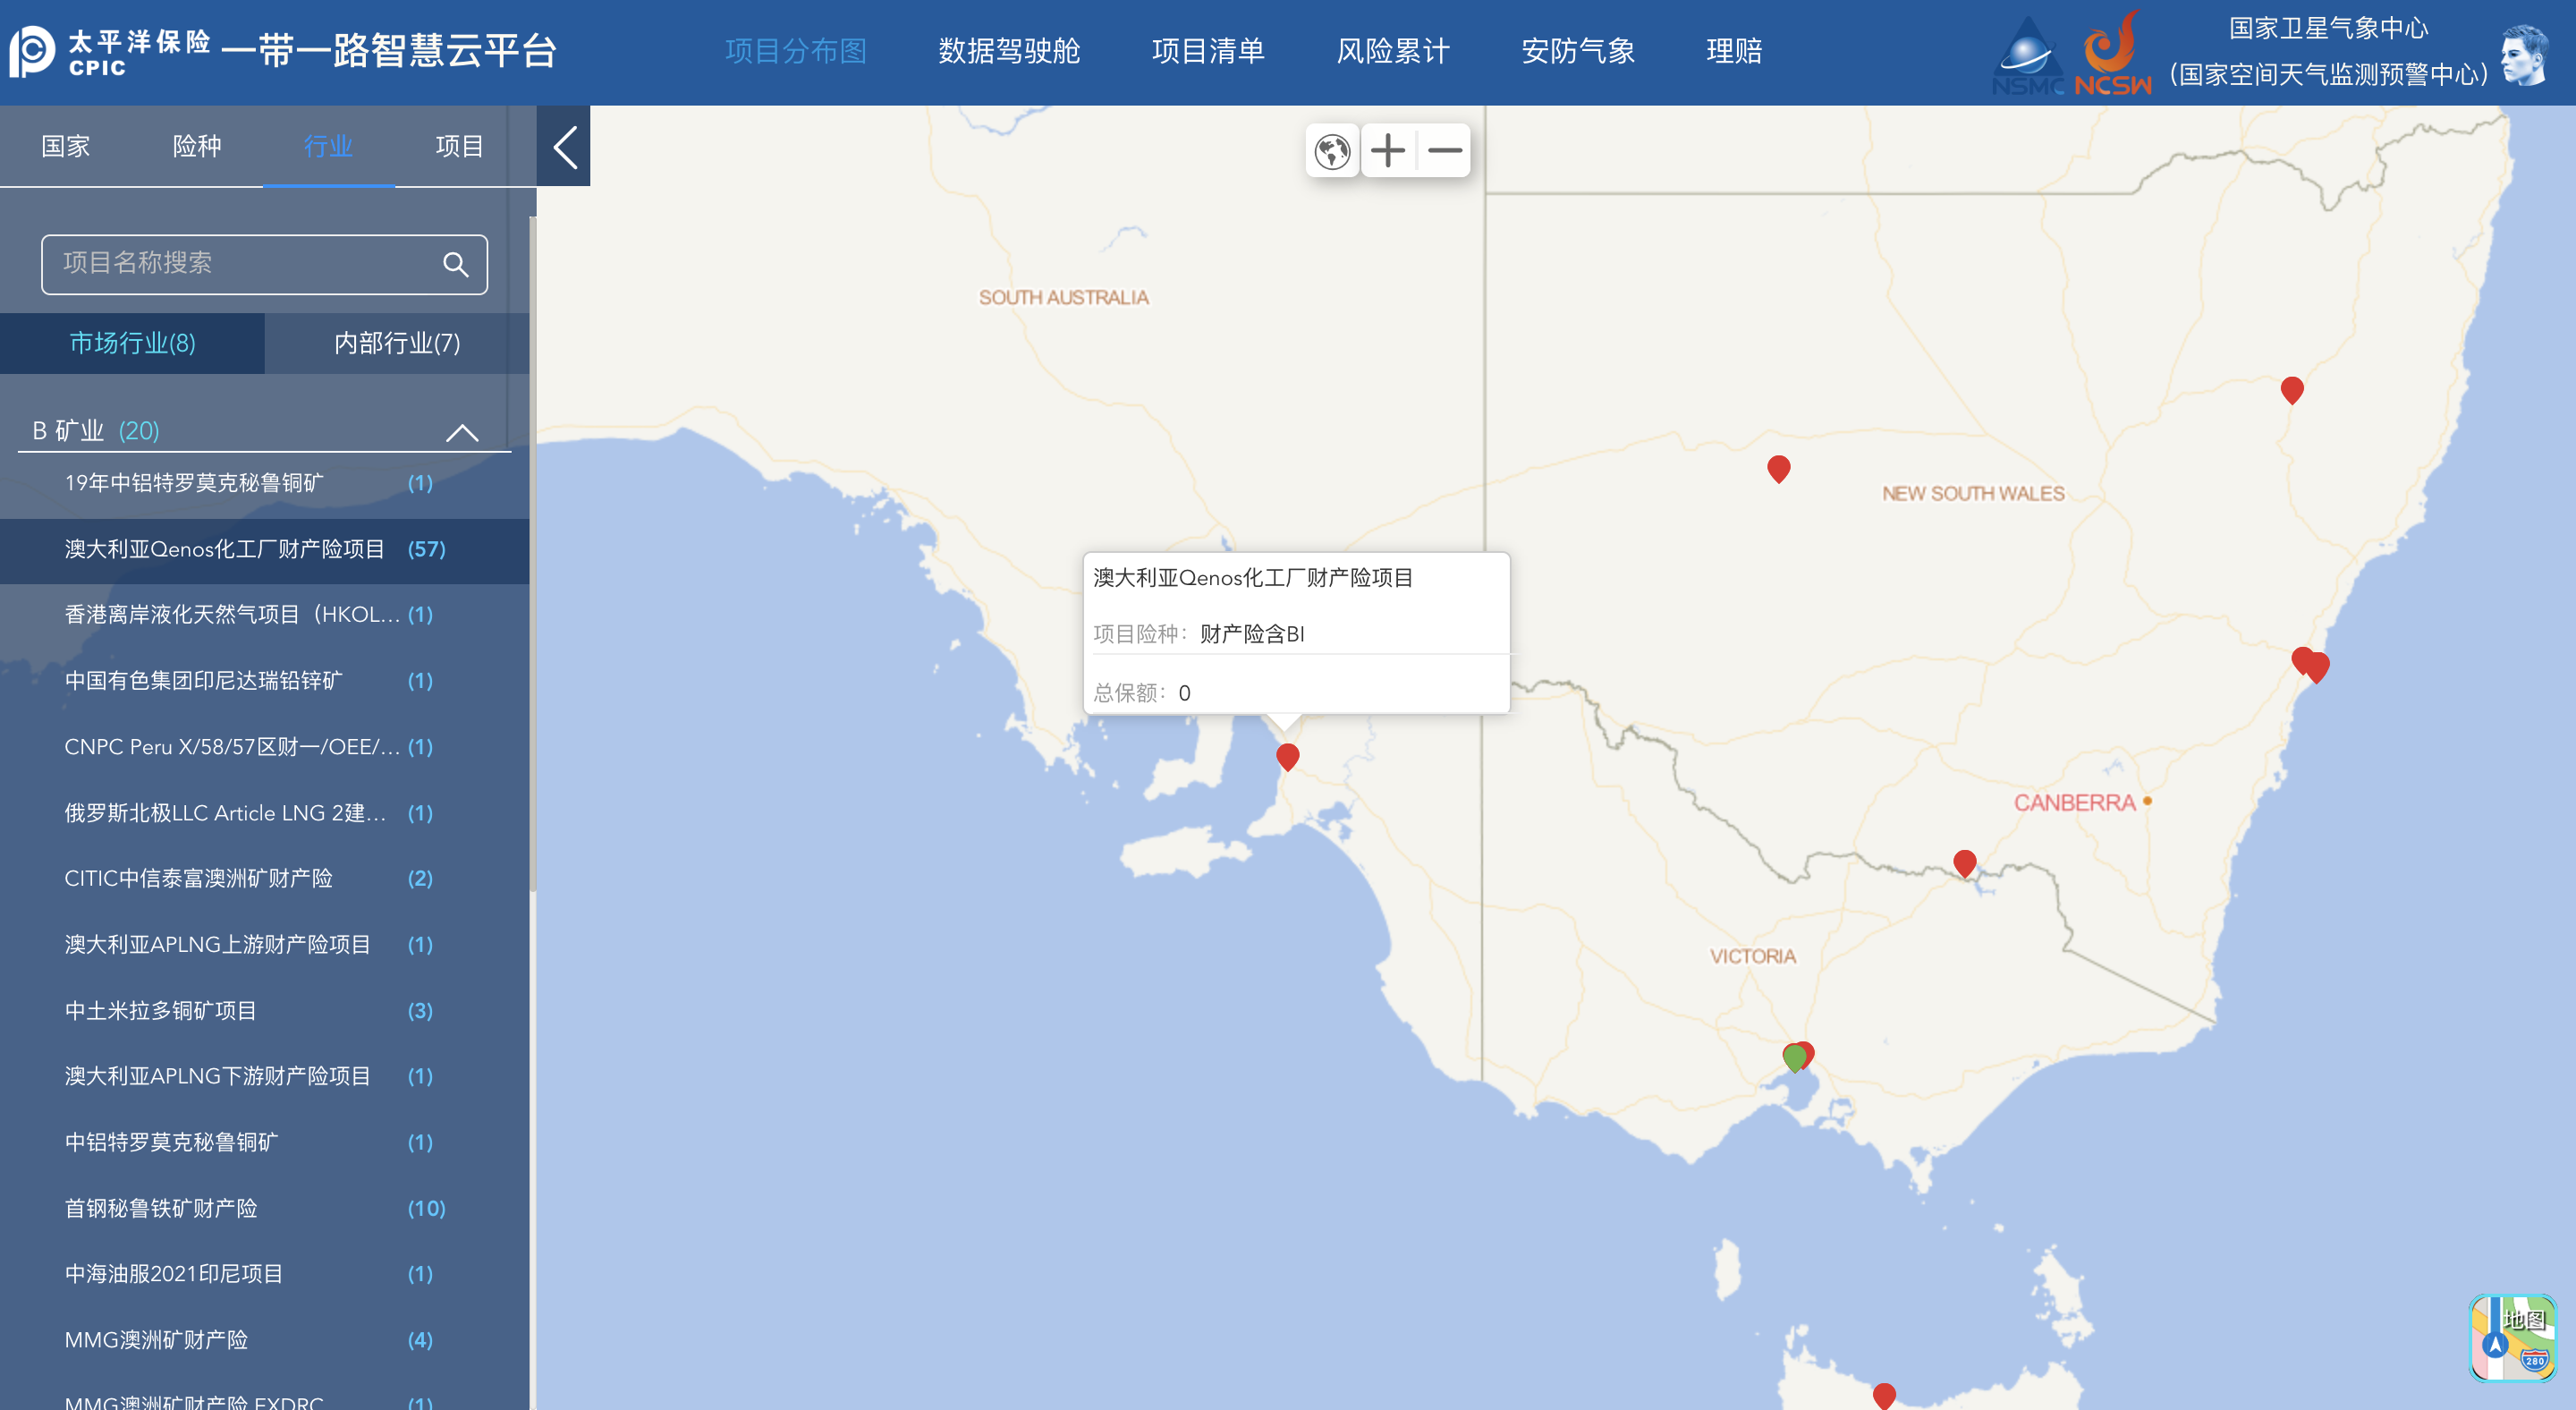 太平洋保险
CPIC
一带一路智慧云平台
项目分布图
数据驾驶舱
项目清单
风险累计
安防气象
理赔
NSMC
NCSW
国家卫星气象中心
（国家空间天气监测预警中心）
国家
险种
行业
项目
项目名称搜索
市场行业(8)
内部行业(7)
B 矿业 (20)
19年中铝特罗莫克秘鲁铜矿 (1)
澳大利亚Qenos化工厂财产险项目 (57)
香港离岸液化天然气项目（HKOL... (1)
中国有色集团印尼达瑞铅锌矿 (1)
CNPC Peru X/58/57区财一/OEE/... (1)
俄罗斯北极LLC Article LNG 2建... (1)
CITIC中信泰富澳洲矿财产险 (2)
澳大利亚APLNG上游财产险项目 (1)
中土米拉多铜矿项目 (3)
澳大利亚APLNG下游财产险项目 (1)
中铝特罗莫克秘鲁铜矿 (1)
首钢秘鲁铁矿财产险 (10)
中海油服2021印尼项目 (1)
MMG澳洲矿财产险 (4)
MMG澳洲矿财产险 EXDRC (1)
SOUTH AUSTRALIA
NEW SOUTH WALES
澳大利亚Qenos化工厂财产险项目
项目险种：财产险含BI
总保额：0
CANBERRA
VICTORIA
地图
280